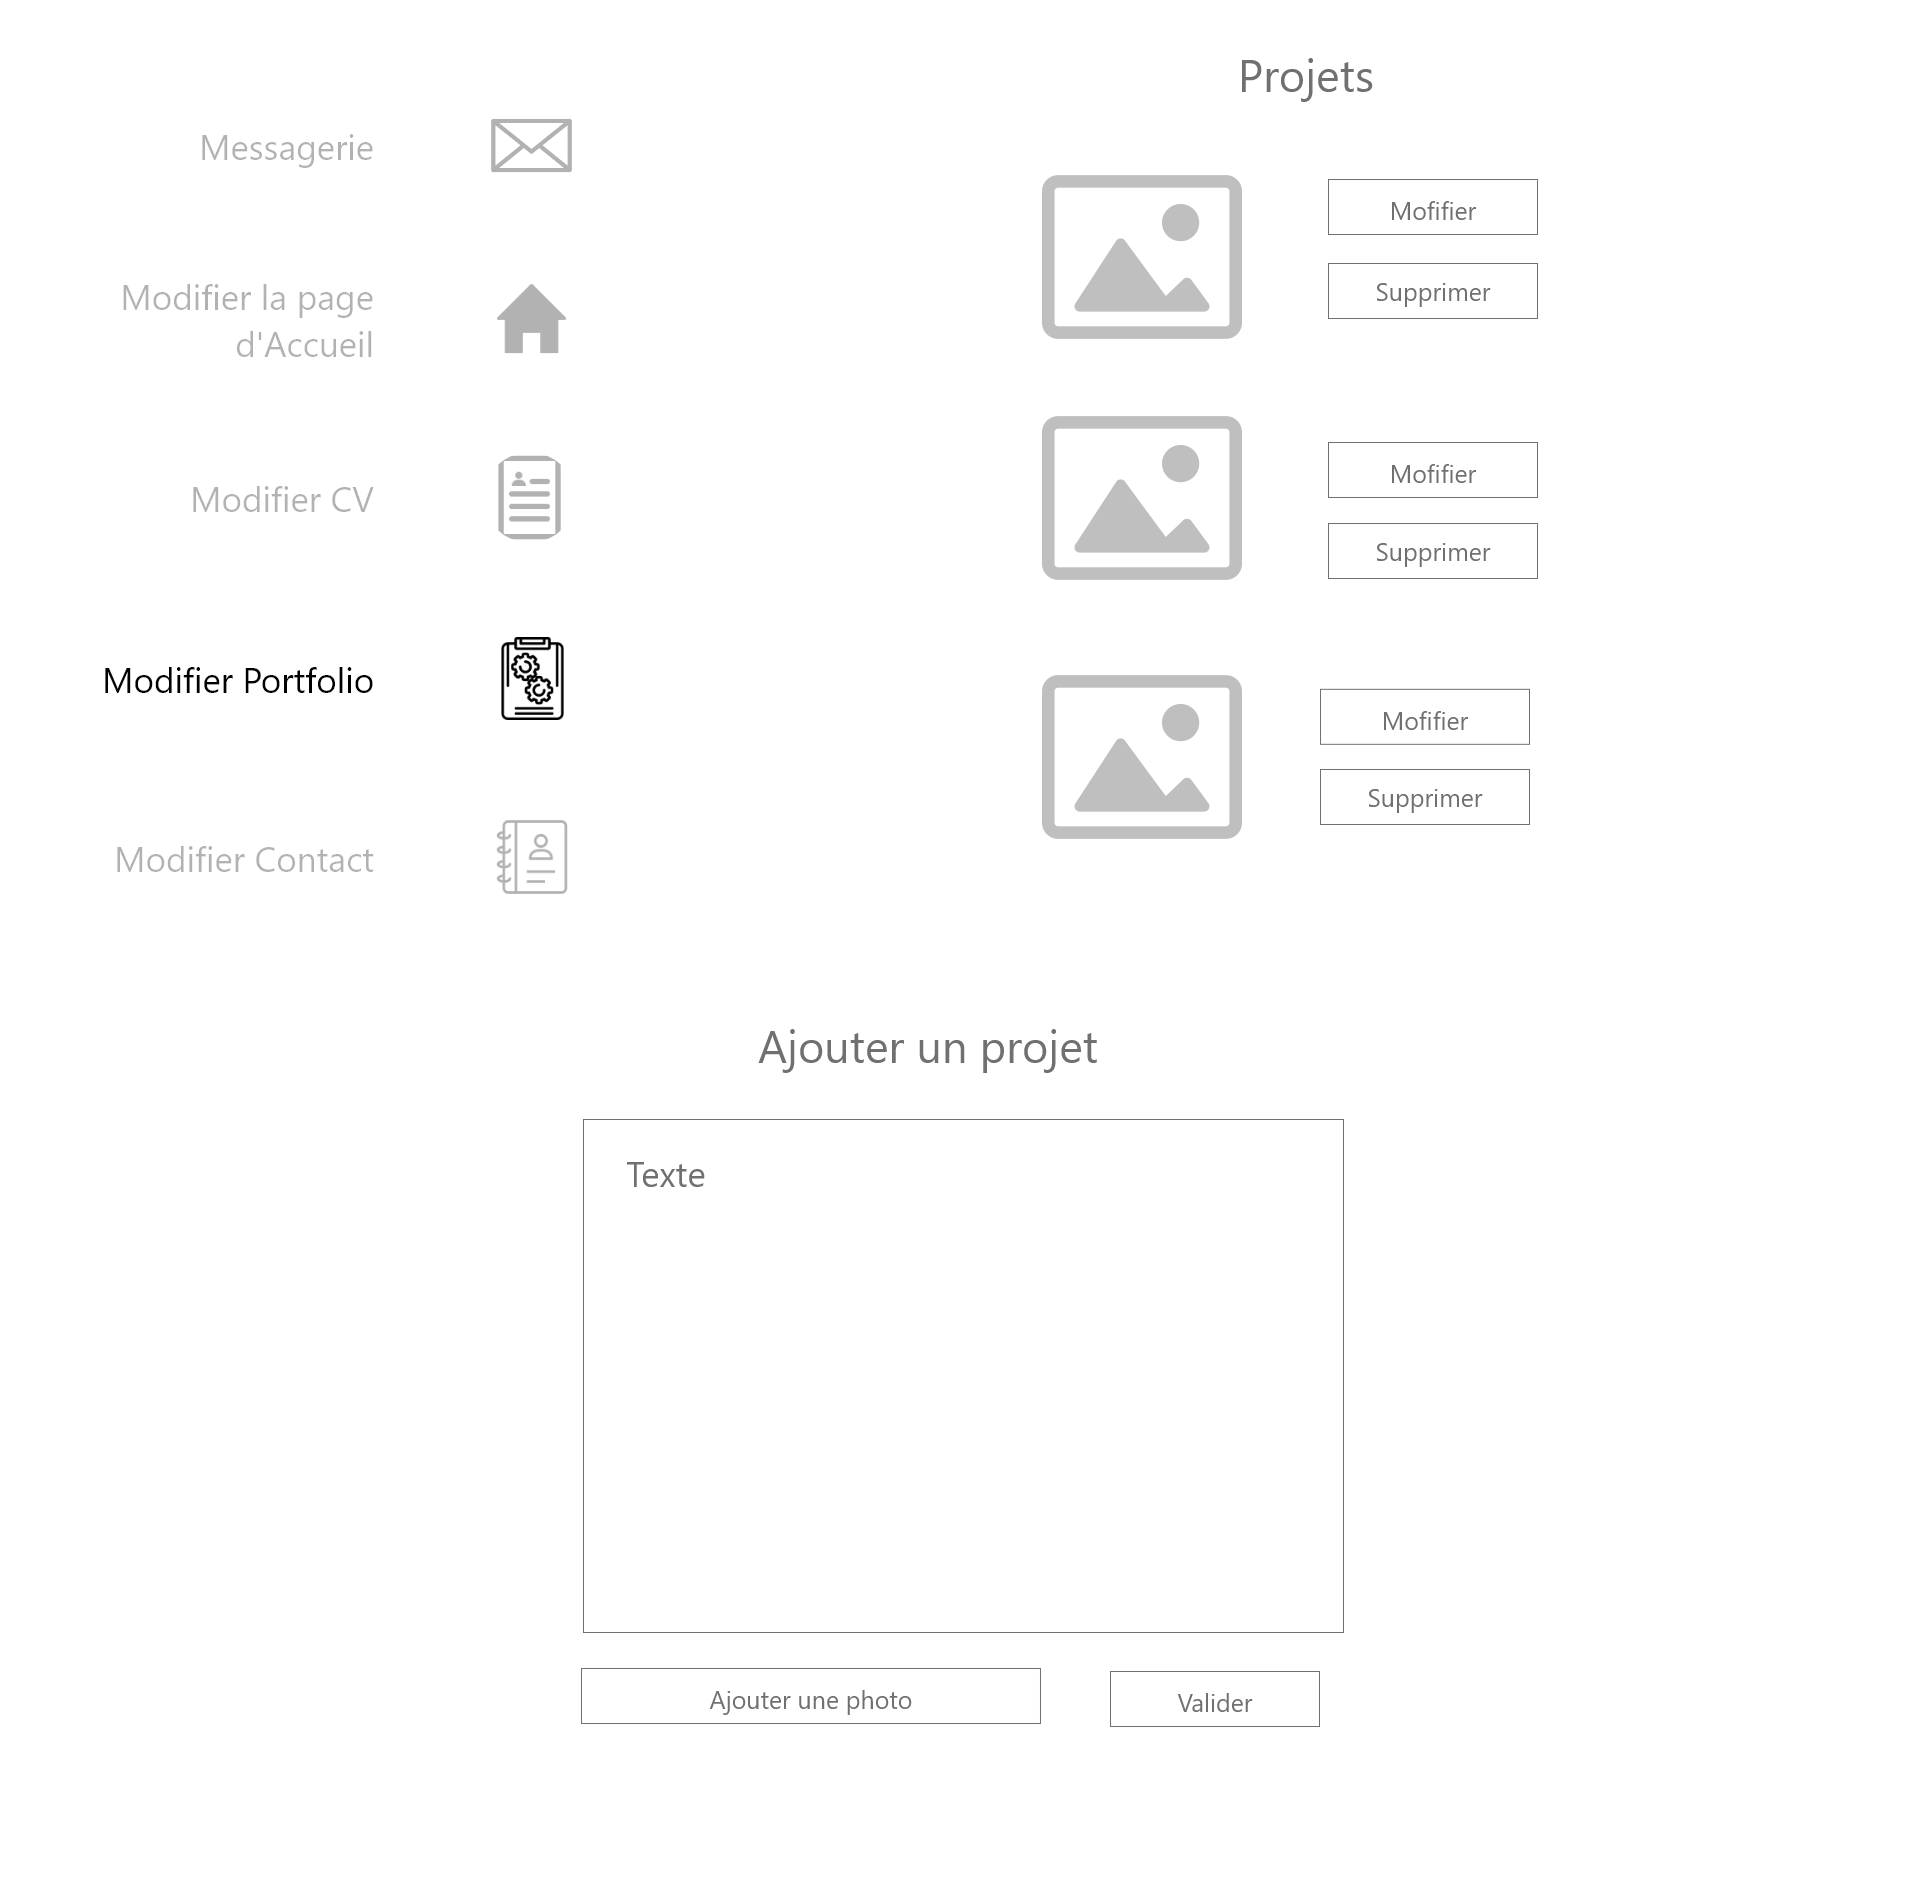 Messagerie
Modifier la page
d'Accueil
Modifier CV
Modifier Portfolio
Modifier Contact
Projets
Mofifier
Supprimer
Mofifier
Supprimer
Mofifier
Supprimer
Ajouter un projet
Texte
Ajouter une photo
Valider